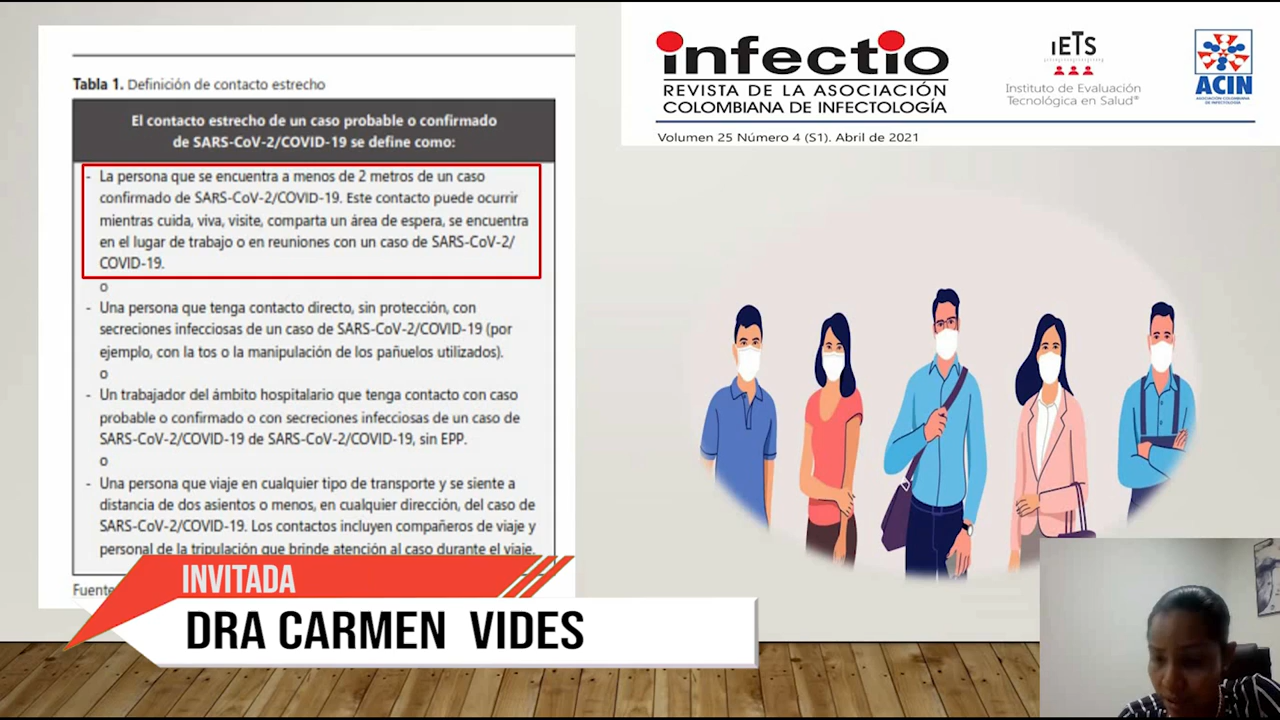 Tabla 1. Definición de contacto estrecho
El contacto estrecho de un caso probable o confirmado
de SARS-CoV-2/COVID-19 se define como:
- La persona que se encuentra a menos de 2 metros de un caso
confirmado de SARS-CoV-2/COVID-19. Este contacto puede ocurrir
mientras cuida, viva, visite, comparta un área de espera, se encuentra
en el lugar de trabajo o en reuniones con un caso de SARS-CoV-2/
COVID-19.
o
- Una persona que tenga contacto directo, sin protección, con
secreciones infecciosas de un caso de SARS-CoV-2/COVID-19 (por
ejemplo, con la tos o la manipulación de los pañuelos utilizados).
o
- Un trabajador del ámbito hospitalario que tenga contacto con caso
probable o confirmado o con secreciones infecciosas de un caso de
SARS-CoV-2/COVID-19 de SARS-CoV-2/COVID-19, sin EPP.
o
- Una persona que viaje en cualquier tipo de transporte y se siente a
distancia de dos asientos o menos, en cualquier dirección, del caso de
SARS-CoV-2/COVID-19. Los contactos incluyen compañeros de viaje y
personal de la tripulación que brinde atención al caso durante el viaje.
Fuente
infectio
REVISTA DE LA ASOCIACIÓN
COLOMBIANA DE INFECTOLOGÍA
Volumen 25 Número 4 (S1). Abril de 2021
IETS
Instituto de Evaluación
Tecnológica en Salud®
ACIN
ASOCIACIÓN COLOMBIANA
DE INFECTOLOGÍA
INVITADA
DRA CARMEN VIDES